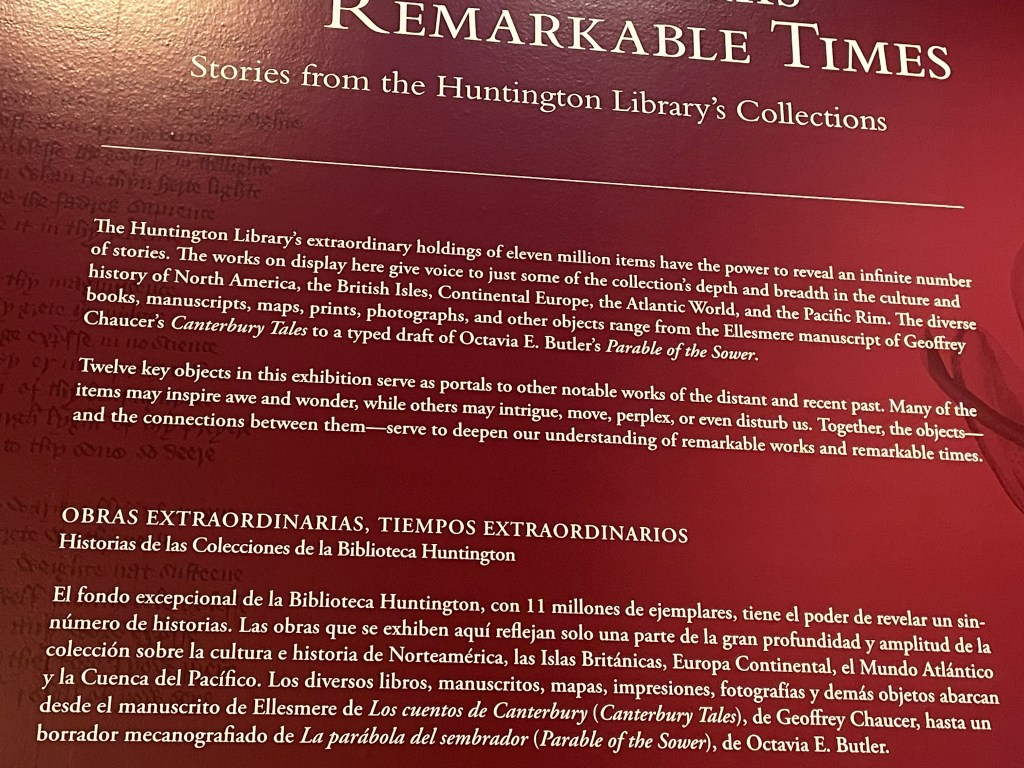 REMARKABLE TIMES
Stories from the Huntington Library's Collections
The Huntington Library's extraordinary holdings of eleven million items have the power to reveal an infinite number
of stories. The works on display here give voice to just some of the collection's depth and breadth in the culture and
history of North America, the British Isles, Continental Europe, the Atlantic World, and the Pacific Rim. The diverse
books, manuscripts, maps, prints, photographs, and other objects range from the Ellesmere manuscript of Geoffrey
Chaucer's Canterbury Tales to a typed draft of Octavia E. Butler's Parable of the Sower.
Twelve key objects in this exhibition serve as portals to other notable works of the distant and recent past. Many of the
items may inspire awe and wonder, while others may intrigue, move, perplex, or even disturb us. Together, the objects—
and the connections between them—serve to deepen our understanding of remarkable works and remarkable times.
OBRAS EXTRAORDINARIAS, TIEMPOS EXTRAORDINARIOS
Historias de las Colecciones de la Biblioteca Huntington
El fondo excepcional de la Biblioteca Huntington, con 11 millones de ejemplares, tiene el poder de revelar un sin-
número de historias. Las obras que se exhiben aquí reflejan solo una parte de la gran profundidad y amplitud de la
colección sobre la cultura e historia de Norteamérica, las Islas Británicas, Europa Continental, el Mundo Atlántico
y la Cuenca del Pacífico. Los diversos libros, manuscritos, mapas, impresiones, fotografías y demás objetos abarcan
desde el manuscrito de Ellesmere de Los cuentos de Canterbury (Canterbury Tales), de Geoffrey Chaucer, hasta un
borrador mecanografiado de La parábola del sembrador (Parable of the Sower), de Octavia E. Butler.